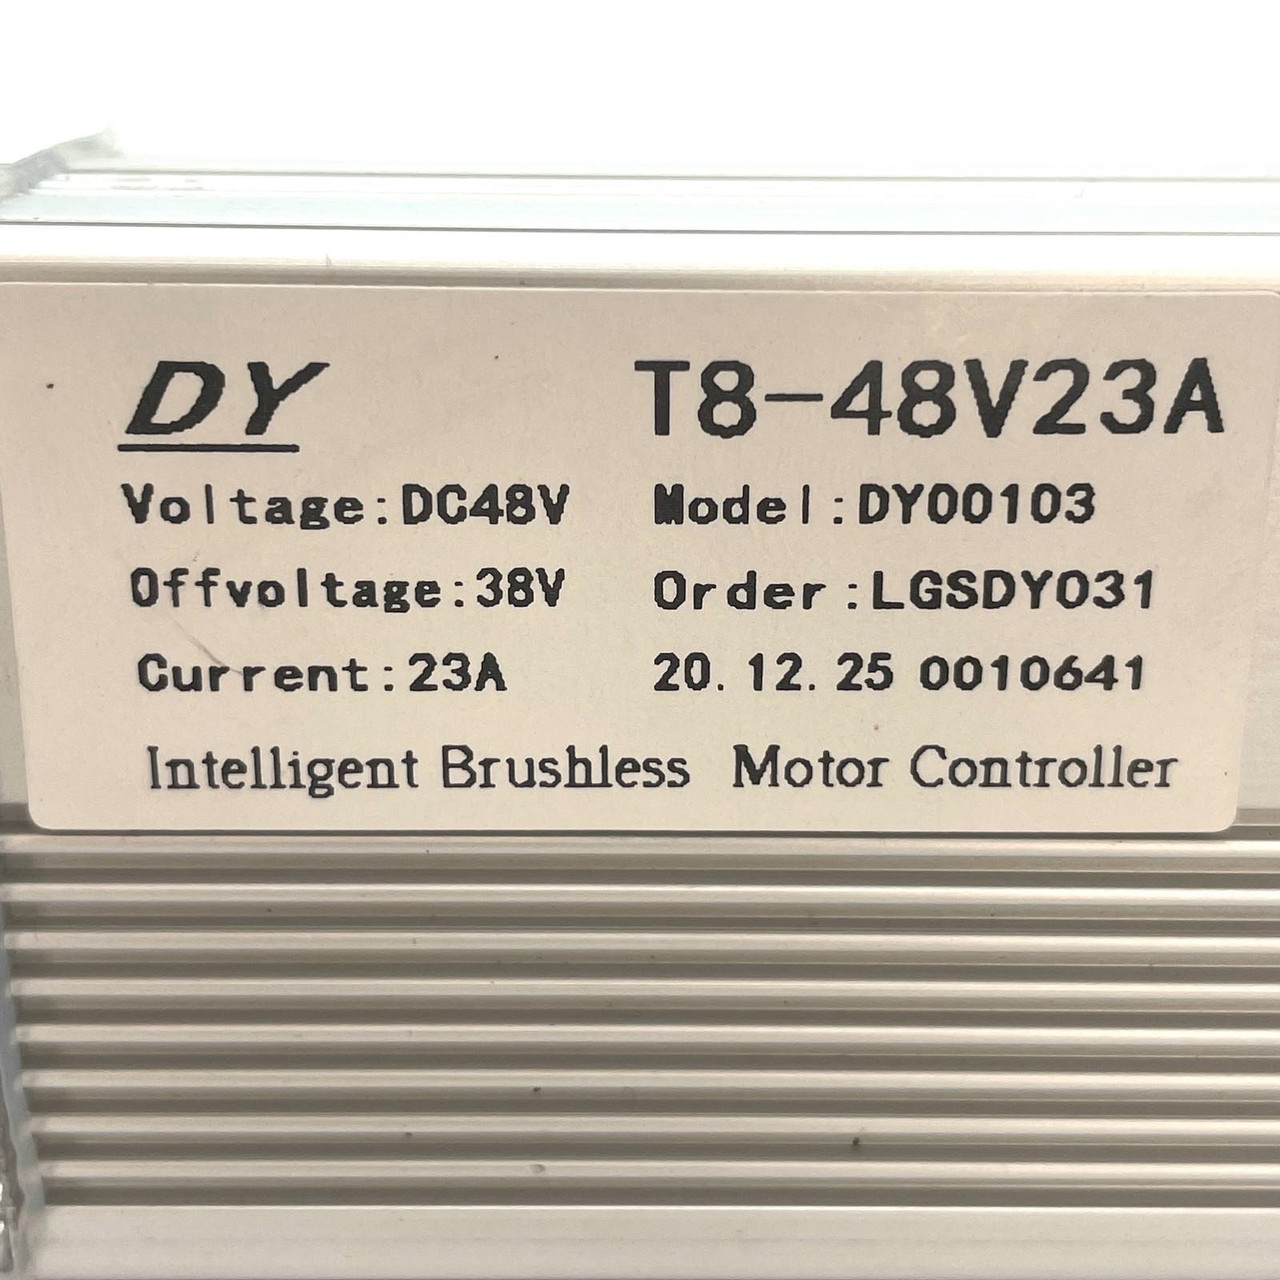 DY T8-48V23A
Voltage:DC48V Model:DY00103
Offvoltage:38V Order:LGSDY031
Current:23A 20.12.25 0010641
Intelligent Brushless Motor Controller